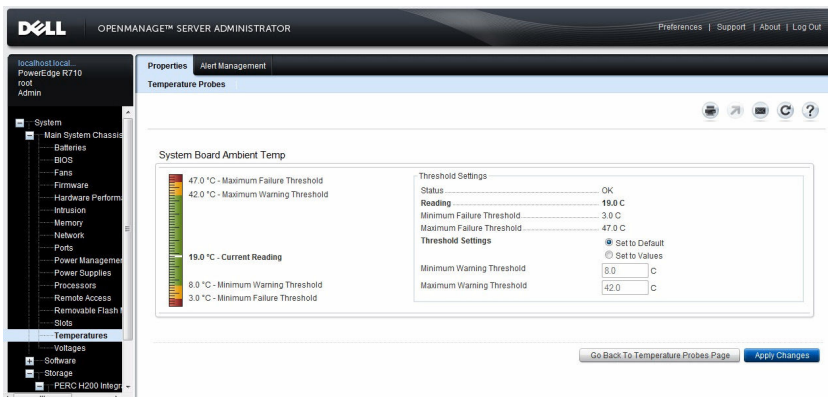 DELL OPENMANAGE™ SERVER ADMINISTRATOR
Preferences | Support | About | Log Out
localhost.local...
PowerEdge R710
root
Admin
Properties Alert Management
Temperature Probes
System
Main System Chassis
Batteries
BIOS
Fans
Firmware
Hardware Performa
Intrusion
Memory
Network
Ports
Power Managemen
Power Supplies
Processors
Remote Access
Removable Flash M
Slots
Temperatures
Voltages
Software
Storage
PERC H200 Integra
System Board Ambient Temp
47.0 °C - Maximum Failure Threshold
42.0 °C - Maximum Warning Threshold
19.0 °C - Current Reading
8.0 °C - Minimum Warning Threshold
3.0 °C - Minimum Failure Threshold
Threshold Settings
Status OK
Reading 19.0 C
Minimum Failure Threshold 3.0 C
Maximum Failure Threshold 47.0 C
Threshold Settings Set to Default
Set to Values
Minimum Warning Threshold 8.0 C
Maximum Warning Threshold 42.0 C
Go Back To Temperature Probes Page Apply Changes